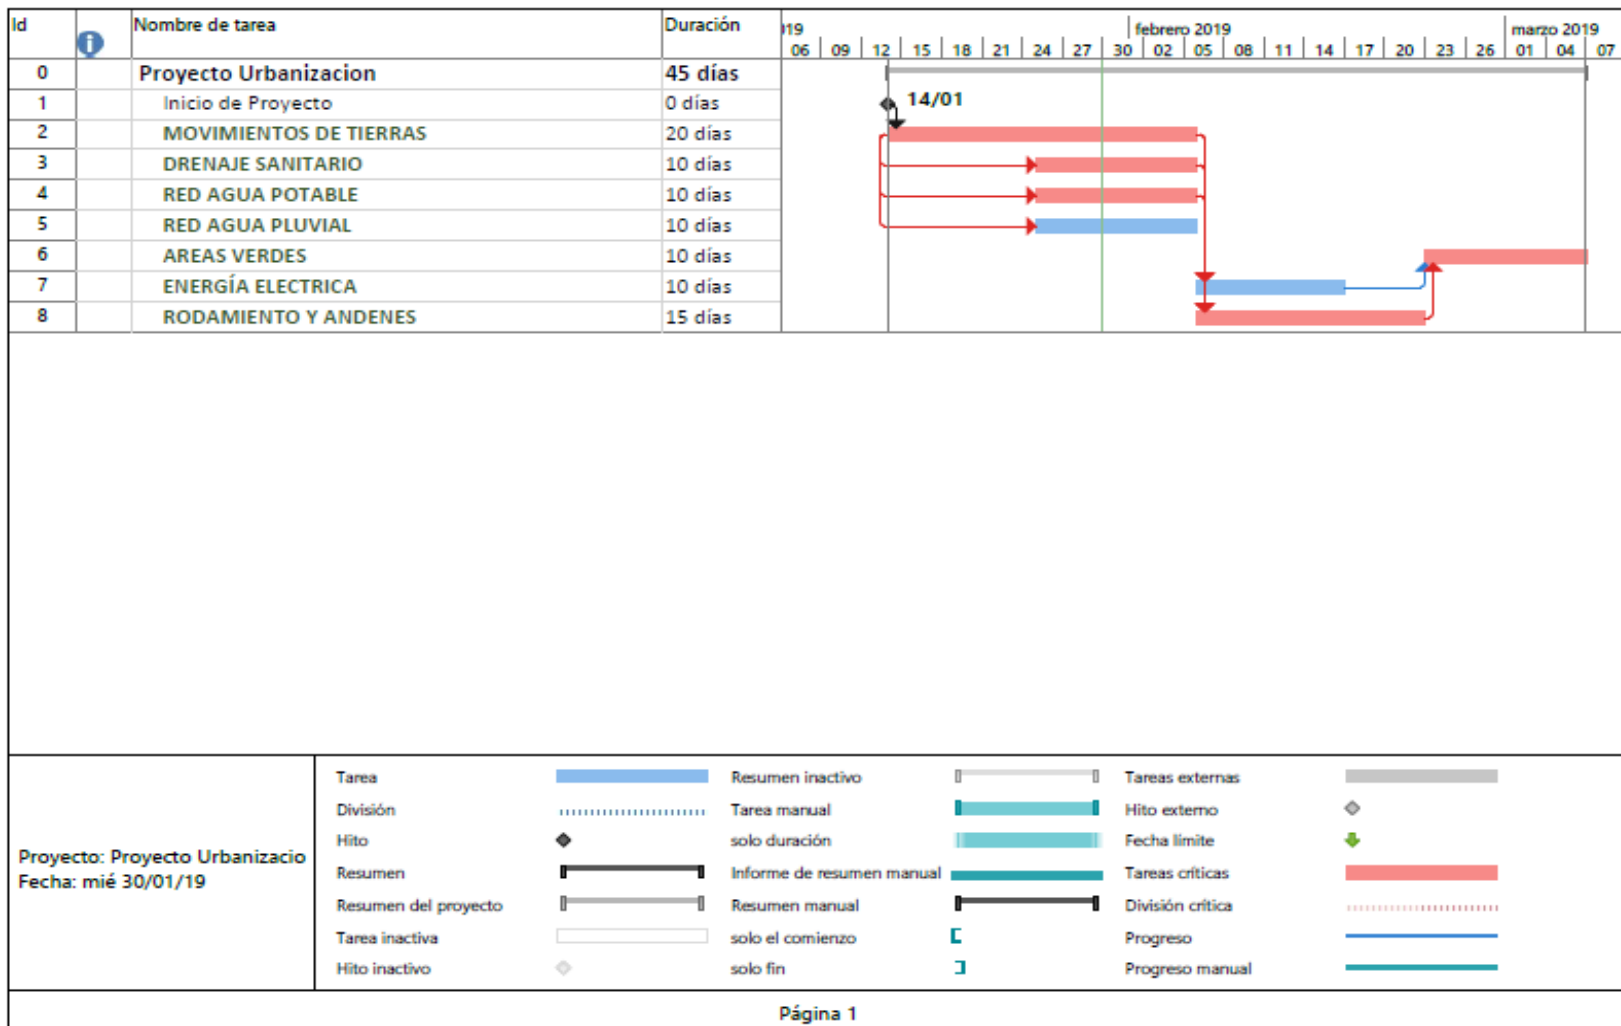 Id Nombre de tarea Duración
i19 febrero 2019 marzo 2019
06 09 12 15 18 21 24 27 30 02 05 08 11 14 17 20 23 26 01 04 07
0 Proyecto Urbanizacion 45 días
1 Inicio de Proyecto 0 días 14/01
2 MOVIMIENTOS DE TIERRAS 20 días
3 DRENAJE SANITARIO 10 días
4 RED AGUA POTABLE 10 días
5 RED AGUA PLUVIAL 10 días
6 AREAS VERDES 10 días
7 ENERGÍA ELECTRICA 10 días
8 RODAMIENTO Y ANDENES 15 días
Proyecto: Proyecto Urbanizacio
Fecha: mié 30/01/19
Tarea Resumen inactivo Tareas externas
División Tarea manual Hito externo
Hito solo duración Fecha límite
Resumen Informe de resumen manual Tareas críticas
Resumen del proyecto Resumen manual División crítica
Tarea inactiva solo el comienzo Progreso
Hito inactivo solo fin Progreso manual
Página 1